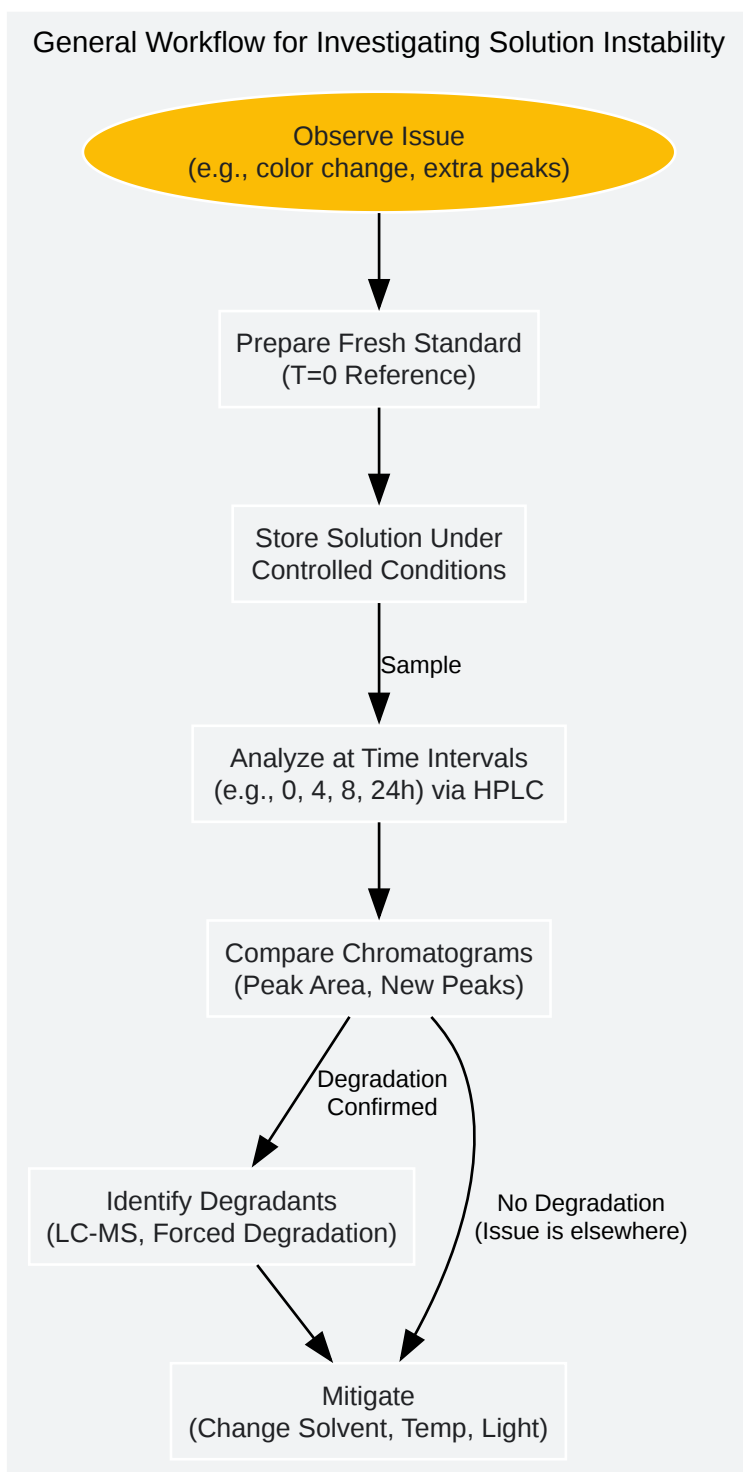 General Workflow for Investigating Solution Instability
Observe Issue
(e.g., color change, extra peaks)
Prepare Fresh Standard
(T=0 Reference)
Store Solution Under
Controlled Conditions
Sample
Analyze at Time Intervals
(e.g., 0, 4, 8, 24h) via HPLC
Compare Chromatograms
(Peak Area, New Peaks)
Degradation
Confirmed
Identify Degradants
(LC-MS, Forced Degradation)
No Degradation
(Issue is elsewhere)
Mitigate
(Change Solvent, Temp, Light)